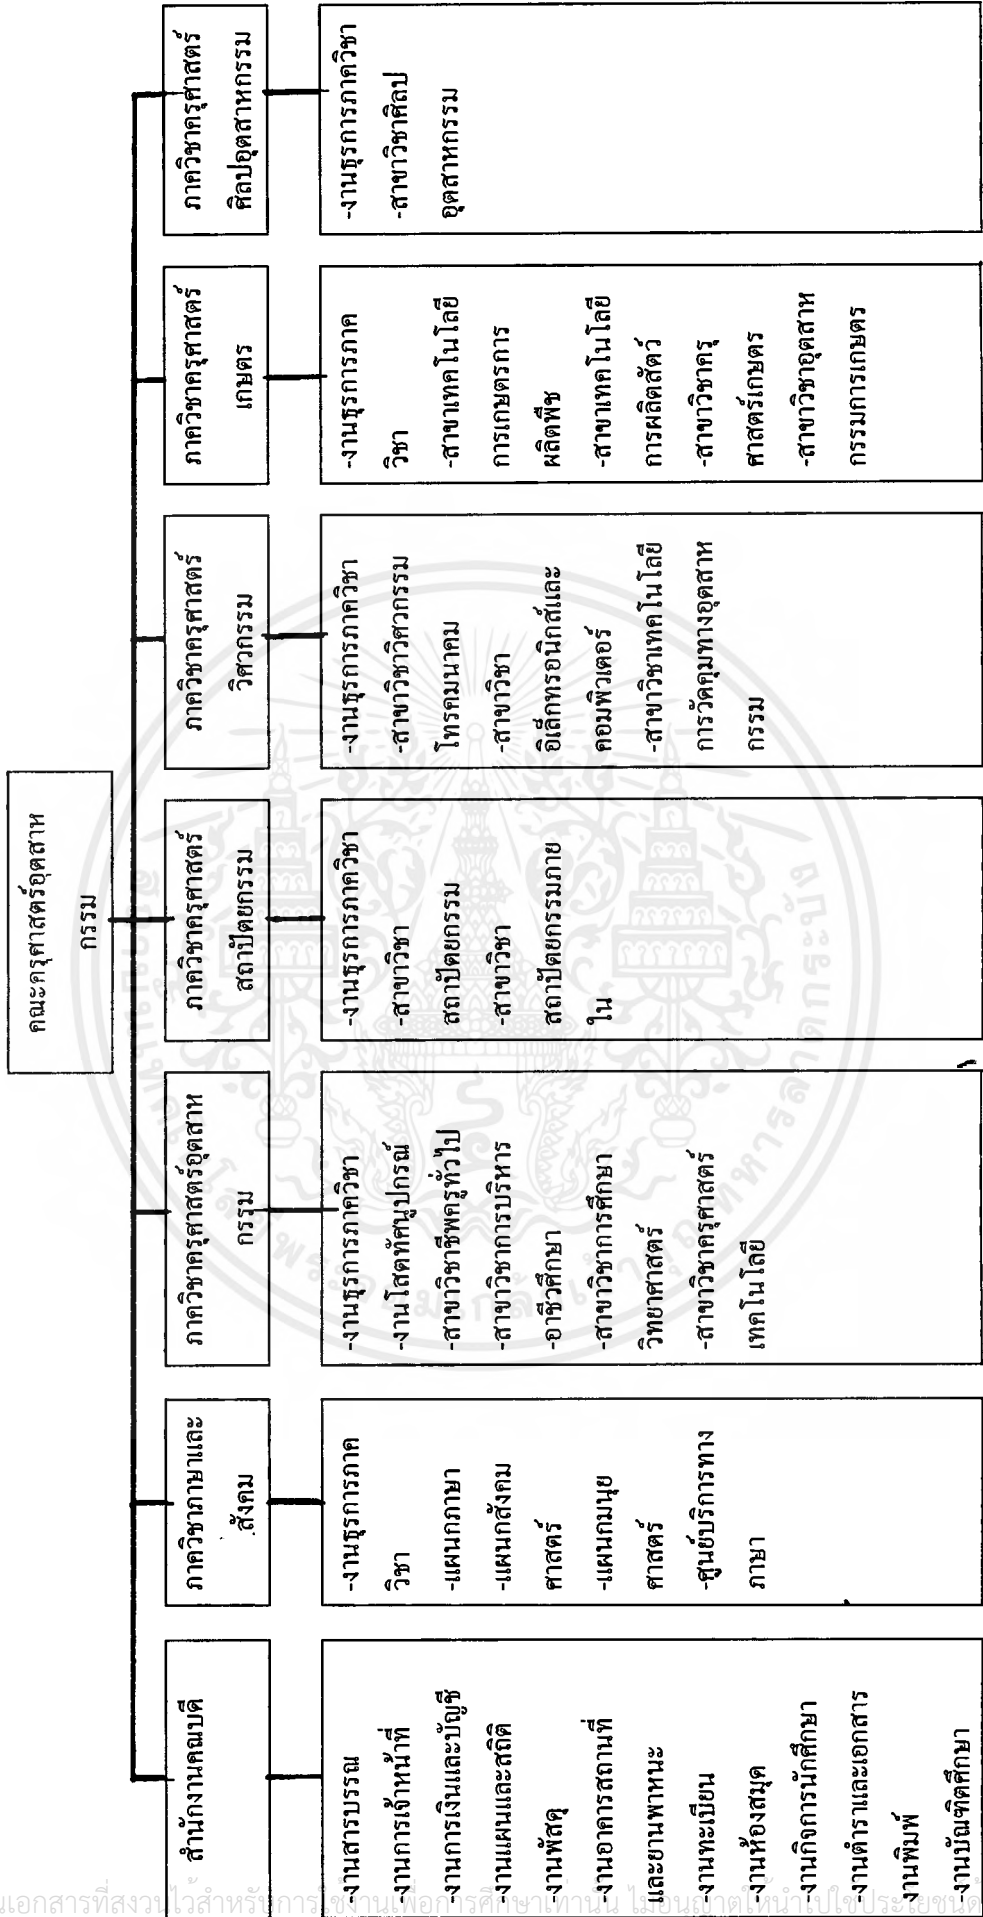 คณะครุศาสตร์อุตสาห
กรรม
สำนักงานคณบดี
-งานสารบรรณ
-งานการเจ้าหน้าที่
-งานการเงินและบัญชี
-งานแผนและสถิติ
-งานพัสดุ
-งานอาคารสถานที่
และยานพาหนะ
-งานทะเบียน
-งานห้องสมุด
-งานกิจการนักศึกษา
-งานตำราและเอกสาร
งานพิมพ์
-งานบัณฑิตศึกษา
ภาควิชาภาษาและ
สังคม
-งานธุรการภาค
วิชา
-แผนกภาษา
-แผนกสังคม
ศาสตร์
-แผนกมนุย
ศาสตร์
-ศูนย์บริการทาง
ภาษา
ภาควิชาครุศาสตร์อุตสาห
กรรม
-งานธุรการภาควิชา
-งานโสตทัศนูปกรณ์
-สาขาวิชาชีพครูทั่วไป
-สาขาวิชาการบริหาร
-อาชีวศึกษา
-สาขาวิชาการศึกษา
วิทยาศาสตร์
-สาขาวิชาครุศาสตร์
เทคโนโลยี
ภาควิชาครุศาสตร์
สถาปัตยกรรม
-งานธุรการภาควิชา
-สาขาวิชา
สถาปัตยกรรม
-สาขาวิชา
สถาปัตยกรรมภาย
ใน
ภาควิชาครุศาสตร์
วิศวกรรม
-งานธุรการภาควิชา
-สาขาวิชาวิศวกรรม
โทรคมนาคม
-สาขาวิชา
อิเล็กทรอนิกส์และ
คอมพิวเตอร์
-สาขาวิชาเทคโนโลยี
การวัดคุมทางอุตสาห
กรรม
ภาควิชาครุศาสตร์
เกษตร
-งานธุรการภาค
วิชา
-สาขาเทคโนโลยี
การเกษตรการ
ผลิตพืช
-สาขาเทคโนโลยี
การผลิตสัตว์
-สาขาวิชาครุ
ศาสตร์เกษตร
-สาขาวิชาอุตสาห
กรรมการเกษตร
ภาควิชาครุศาสตร์
ศิลปอุตสาหกรรม
-งานธุรการภาควิชา
-สาขาวิชาศิลป
อุตสาหกรรม
เอกสารที่สงวนไว้สำหรับการใช้งานเพื่อการศึกษาเท่านั้น ไม่อนุญาตให้นำไปใช้ประโยชน์